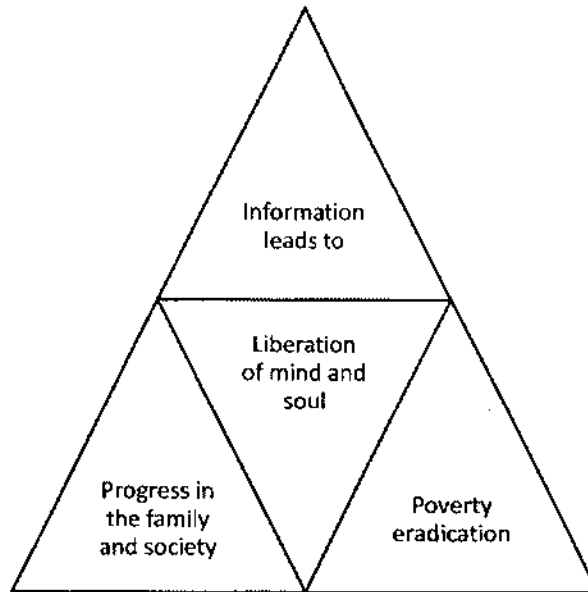 Information
leads to
Liberation
of mind and
soul
Progress in
the family
and society
Poverty
eradication